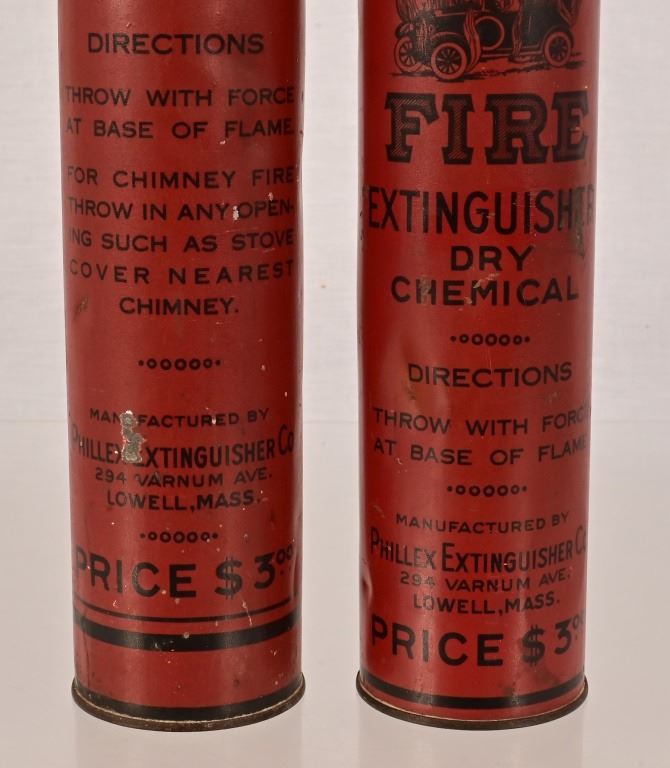 DIRECTIONS
THROW WITH FORCE
AT BASE OF FLAME.
FOR CHIMNEY FIRE
THROW IN ANY OPEN-
ING SUCH AS STOVE
COVER NEAREST
CHIMNEY.
MANUFACTURED BY
PHILLEX EXTINGUISHER CO
294 VARNUM AVE.
LOWELL, MASS.
PRICE $3.00
FIRE
EXTINGUISHER
DRY
CHEMICAL
DIRECTIONS
THROW WITH FORCE
AT BASE OF FLAME
MANUFACTURED BY
PHILLEX EXTINGUISHER CO
294 VARNUM AVE.
LOWELL, MASS.
PRICE $3.00